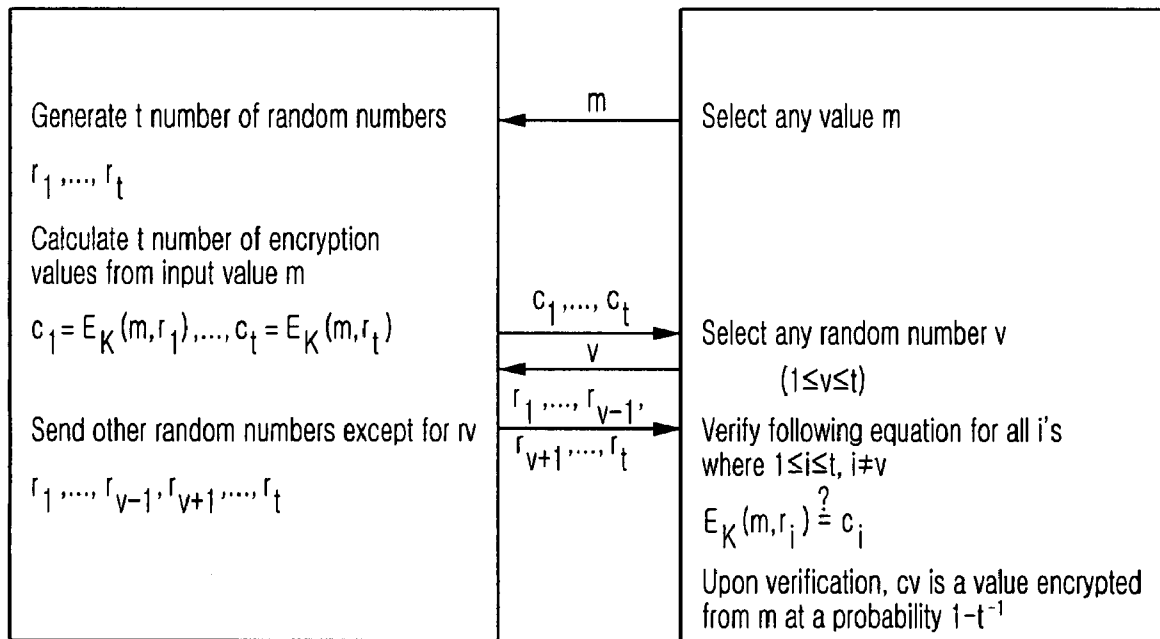 Generate t number of random numbers
r1,..., rt
Calculate t number of encryption
values from input value m
c1 = EK(m,r1),..., ct = EK(m,rt)
Send other random numbers except for rv
r1,..., rv−1, rv+1,..., rt
m
c1,..., ct
v
r1,..., rv−1,
rv+1,..., rt
Select any value m
Select any random number v
(1≤v≤t)
Verify following equation for all i's
where 1≤i≤t, i≠v
EK(m,ri) ≟ ci
Upon verification, cv is a value encrypted
from m at a probability 1−t⁻¹